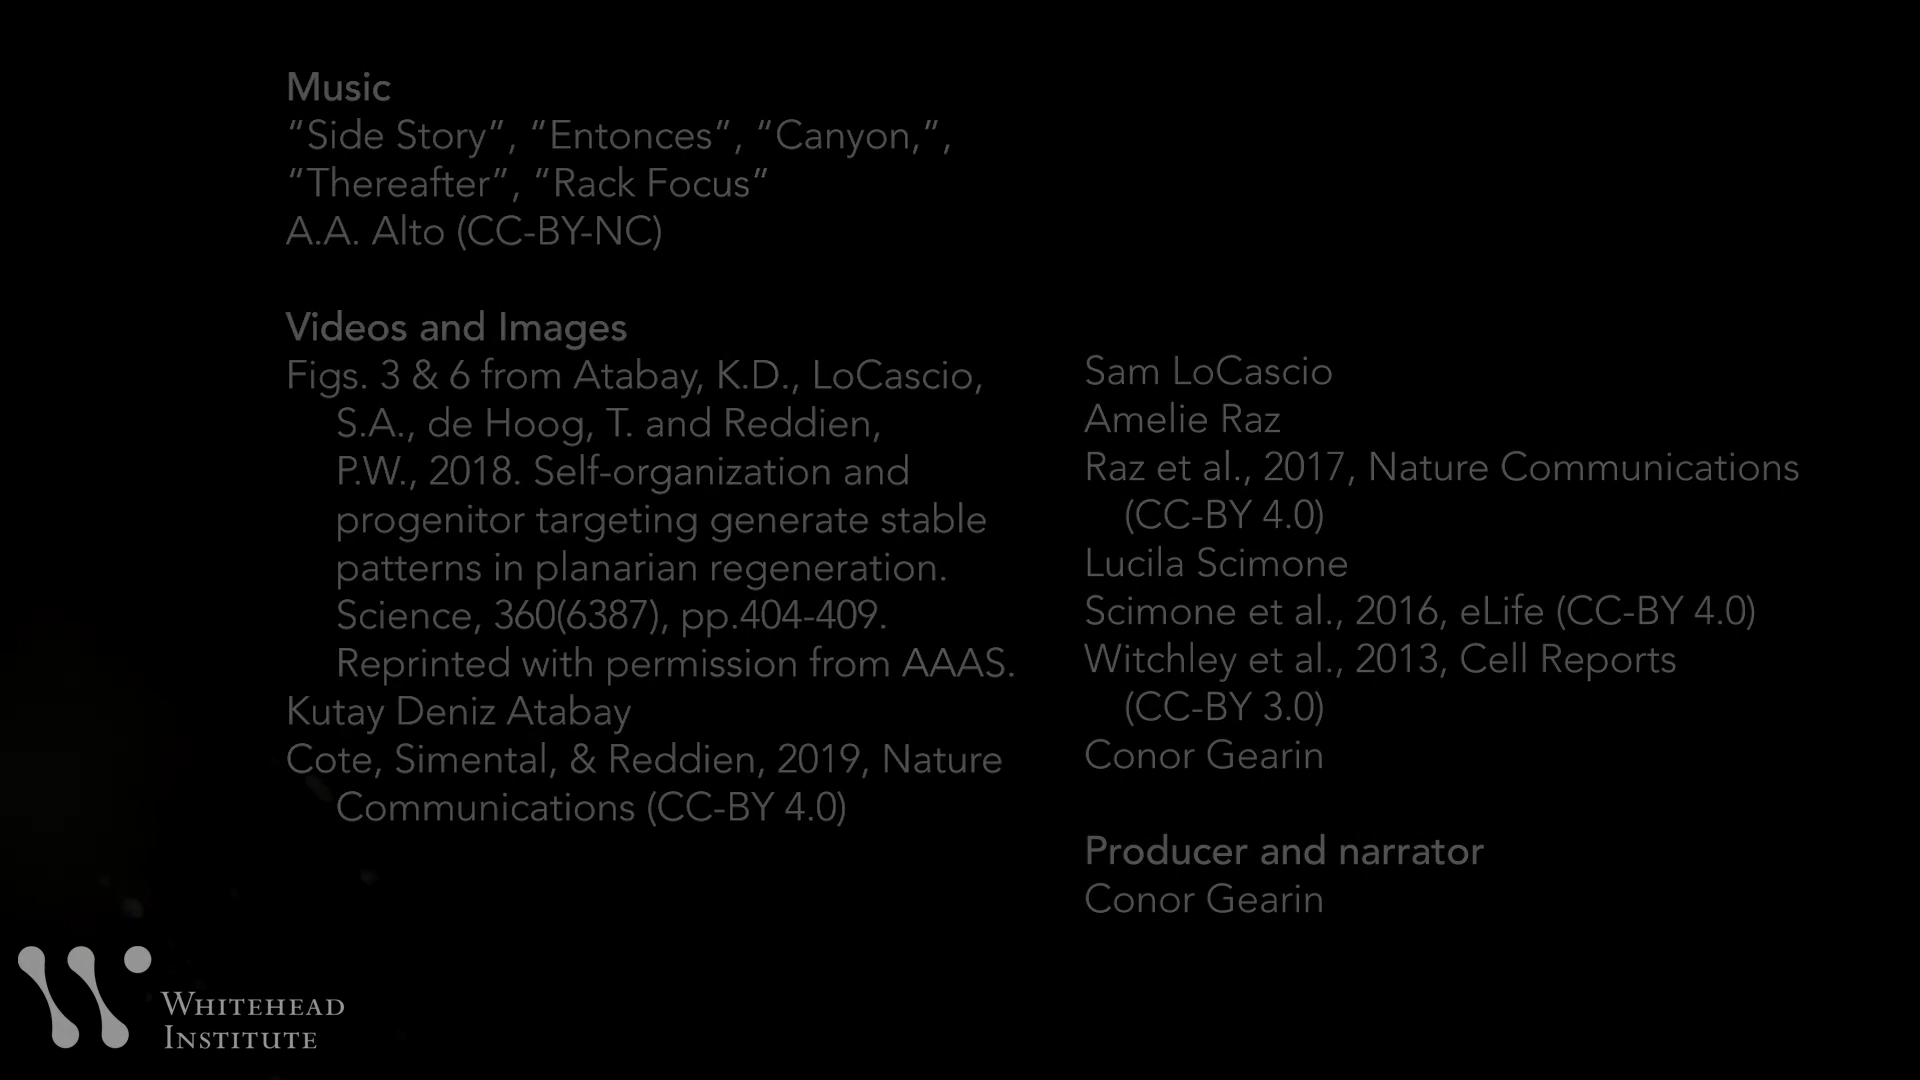 Music
“Side Story”, “Entonces”, “Canyon,”,
“Thereafter”, “Rack Focus”
A.A. Alto (CC-BY-NC)
Videos and Images
Figs. 3 & 6 from Atabay, K.D., LoCascio,
S.A., de Hoog, T. and Reddien,
P.W., 2018. Self-organization and
progenitor targeting generate stable
patterns in planarian regeneration.
Science, 360(6387), pp.404-409.
Reprinted with permission from AAAS.
Kutay Deniz Atabay
Cote, Simental, & Reddien, 2019, Nature
Communications (CC-BY 4.0)
Sam LoCascio
Amelie Raz
Raz et al., 2017, Nature Communications
(CC-BY 4.0)
Lucila Scimone
Scimone et al., 2016, eLife (CC-BY 4.0)
Witchley et al., 2013, Cell Reports
(CC-BY 3.0)
Conor Gearin
Producer and narrator
Conor Gearin
WHITEHEAD
INSTITUTE